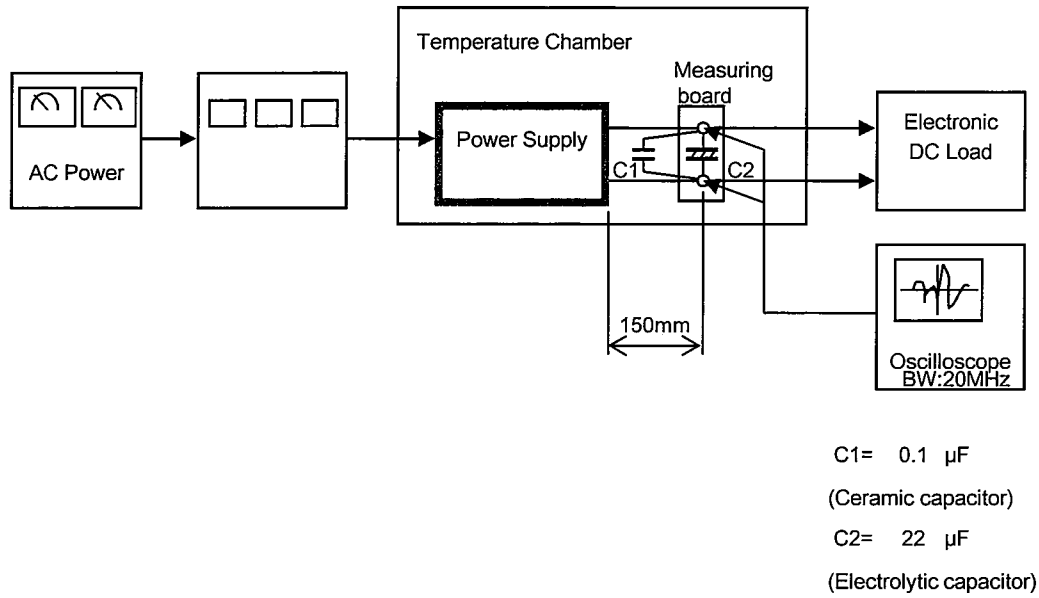 Temperature Chamber
Measuring
board
AC Power
Power Supply
C1
C2
Electronic
DC Load
150mm
Oscilloscope
BW:20MHz
C1= 0.1 µF
(Ceramic capacitor)
C2= 22 µF
(Electrolytic capacitor)